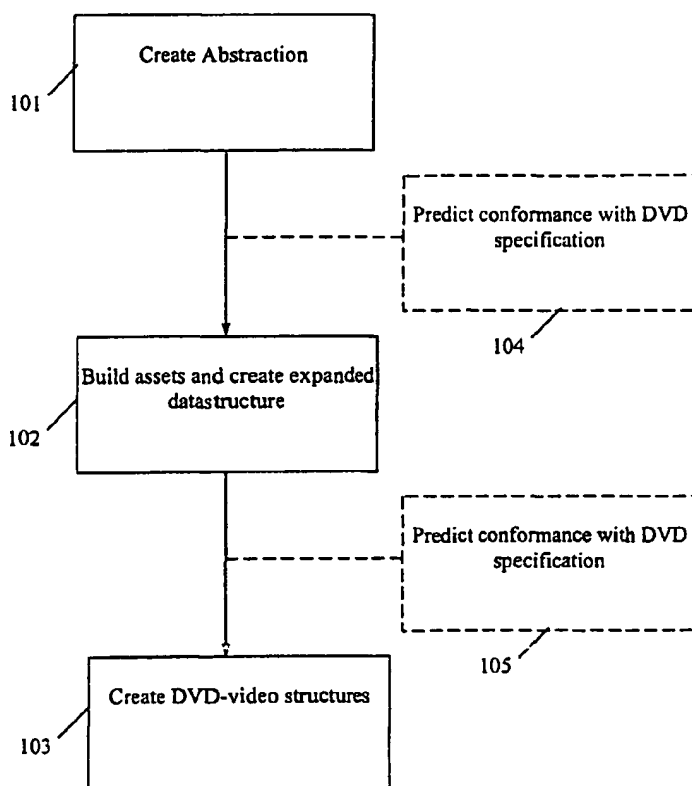 Create Abstraction
101
Predict conformance with DVD
specification
104
Build assets and create expanded
datastructure
102
Predict conformance with DVD
specification
105
Create DVD-video structures
103